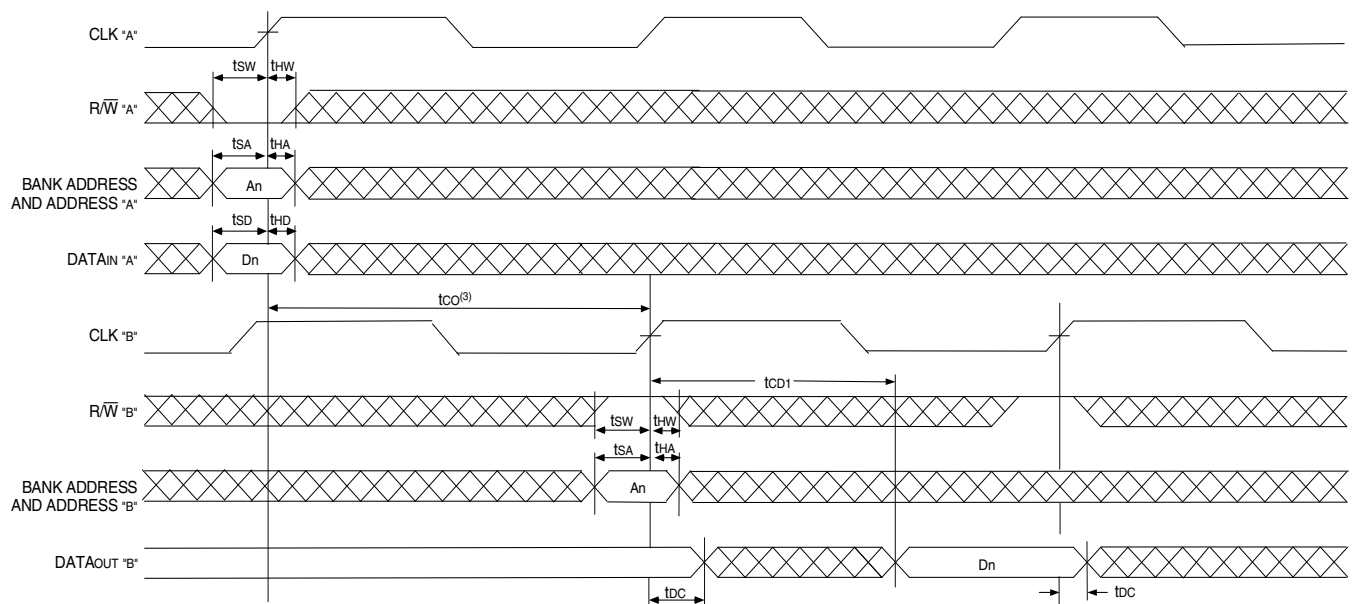 CLK "A"
tSW tHW
R/W̅ "A"
tSA tHA
BANK ADDRESS
AND ADDRESS "A"
An
tSD tHD
DATAIN "A"
Dn
tCO(3)
CLK "B"
tCD1
R/W̅ "B"
tSW tHW
tSA tHA
BANK ADDRESS
AND ADDRESS "B"
An
DATAOUT "B"
Dn
tDC tDC